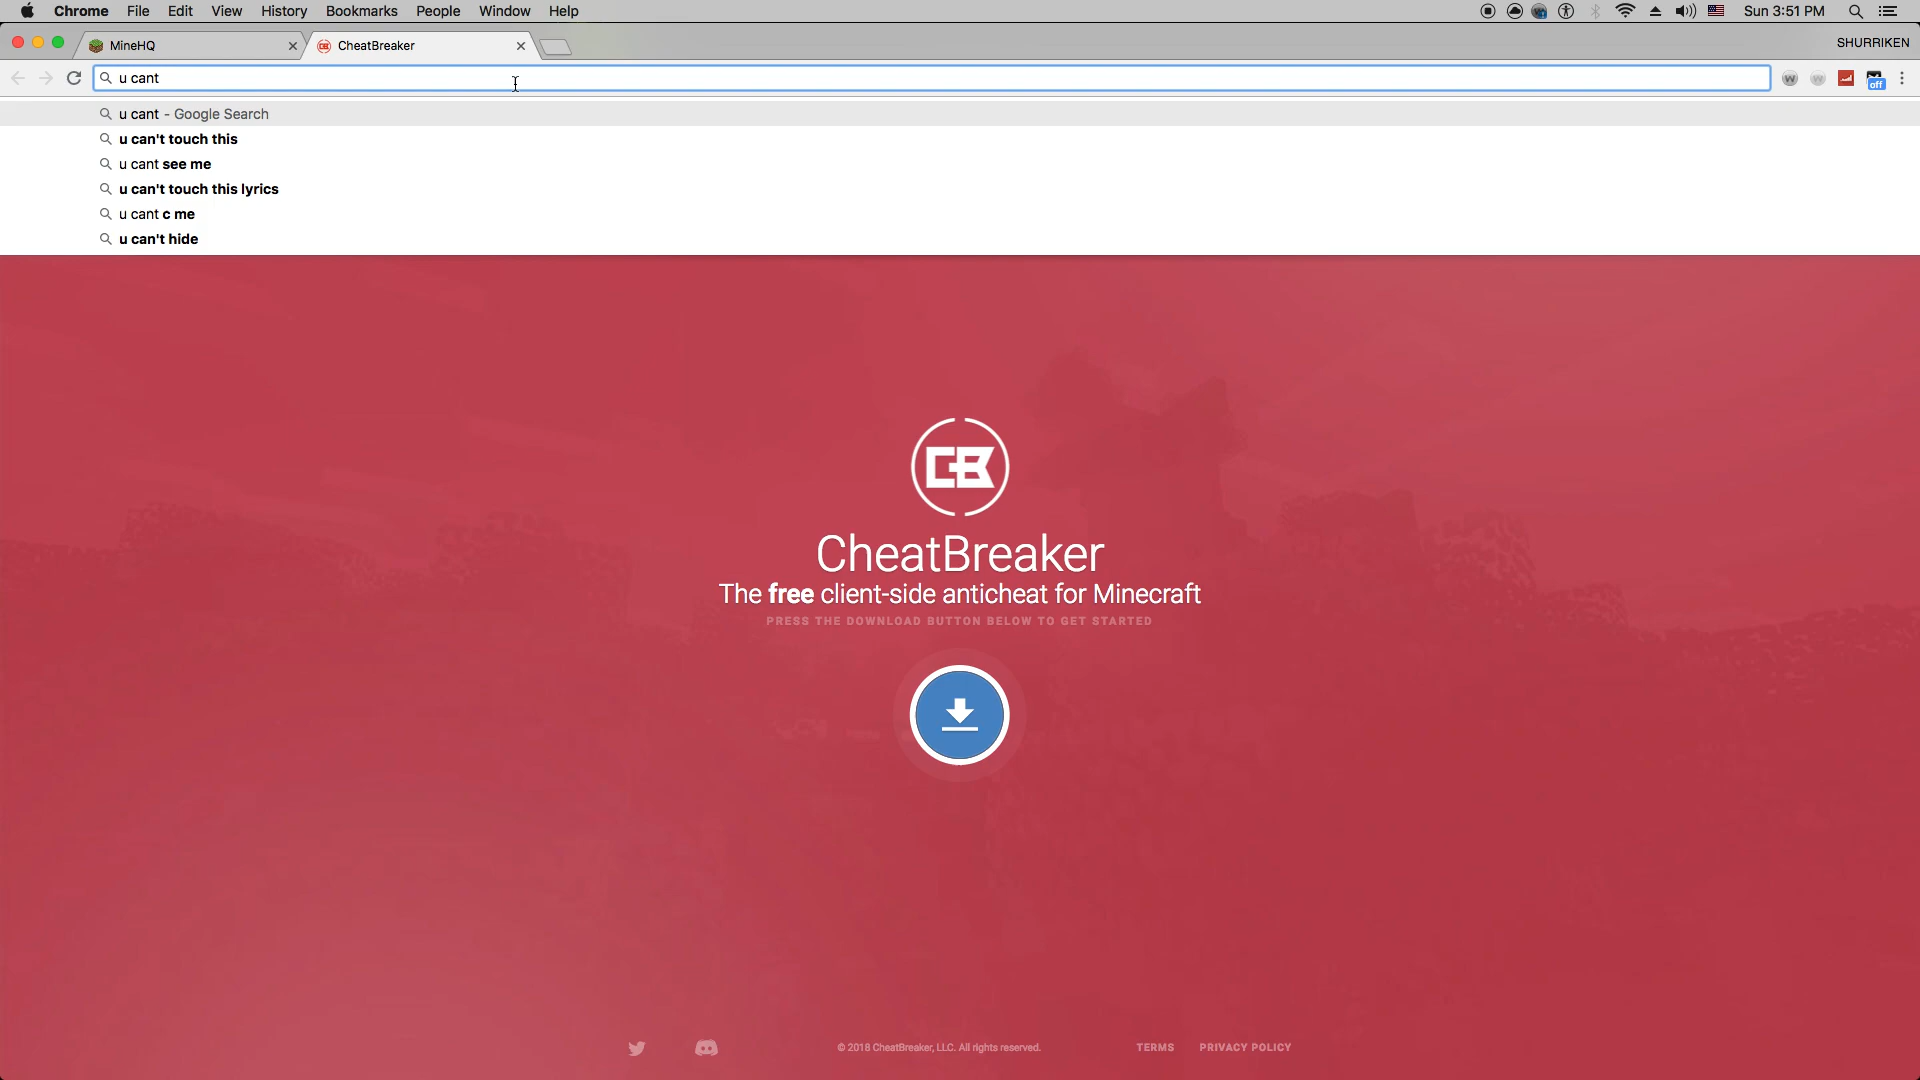 Chrome File Edit View History Bookmarks People Window Help Sun 3:51 PM
MineHQ CheatBreaker SHURRIKEN
u cant
off
u cant - Google Search
u can't touch this
u cant see me
u can't touch this lyrics
u cant c me
u can't hide
CB
CheatBreaker
The free client-side anticheat for Minecraft
PRESS THE DOWNLOAD BUTTON BELOW TO GET STARTED
© 2018 CheatBreaker, LLC. All rights reserved. TERMS PRIVACY POLICY